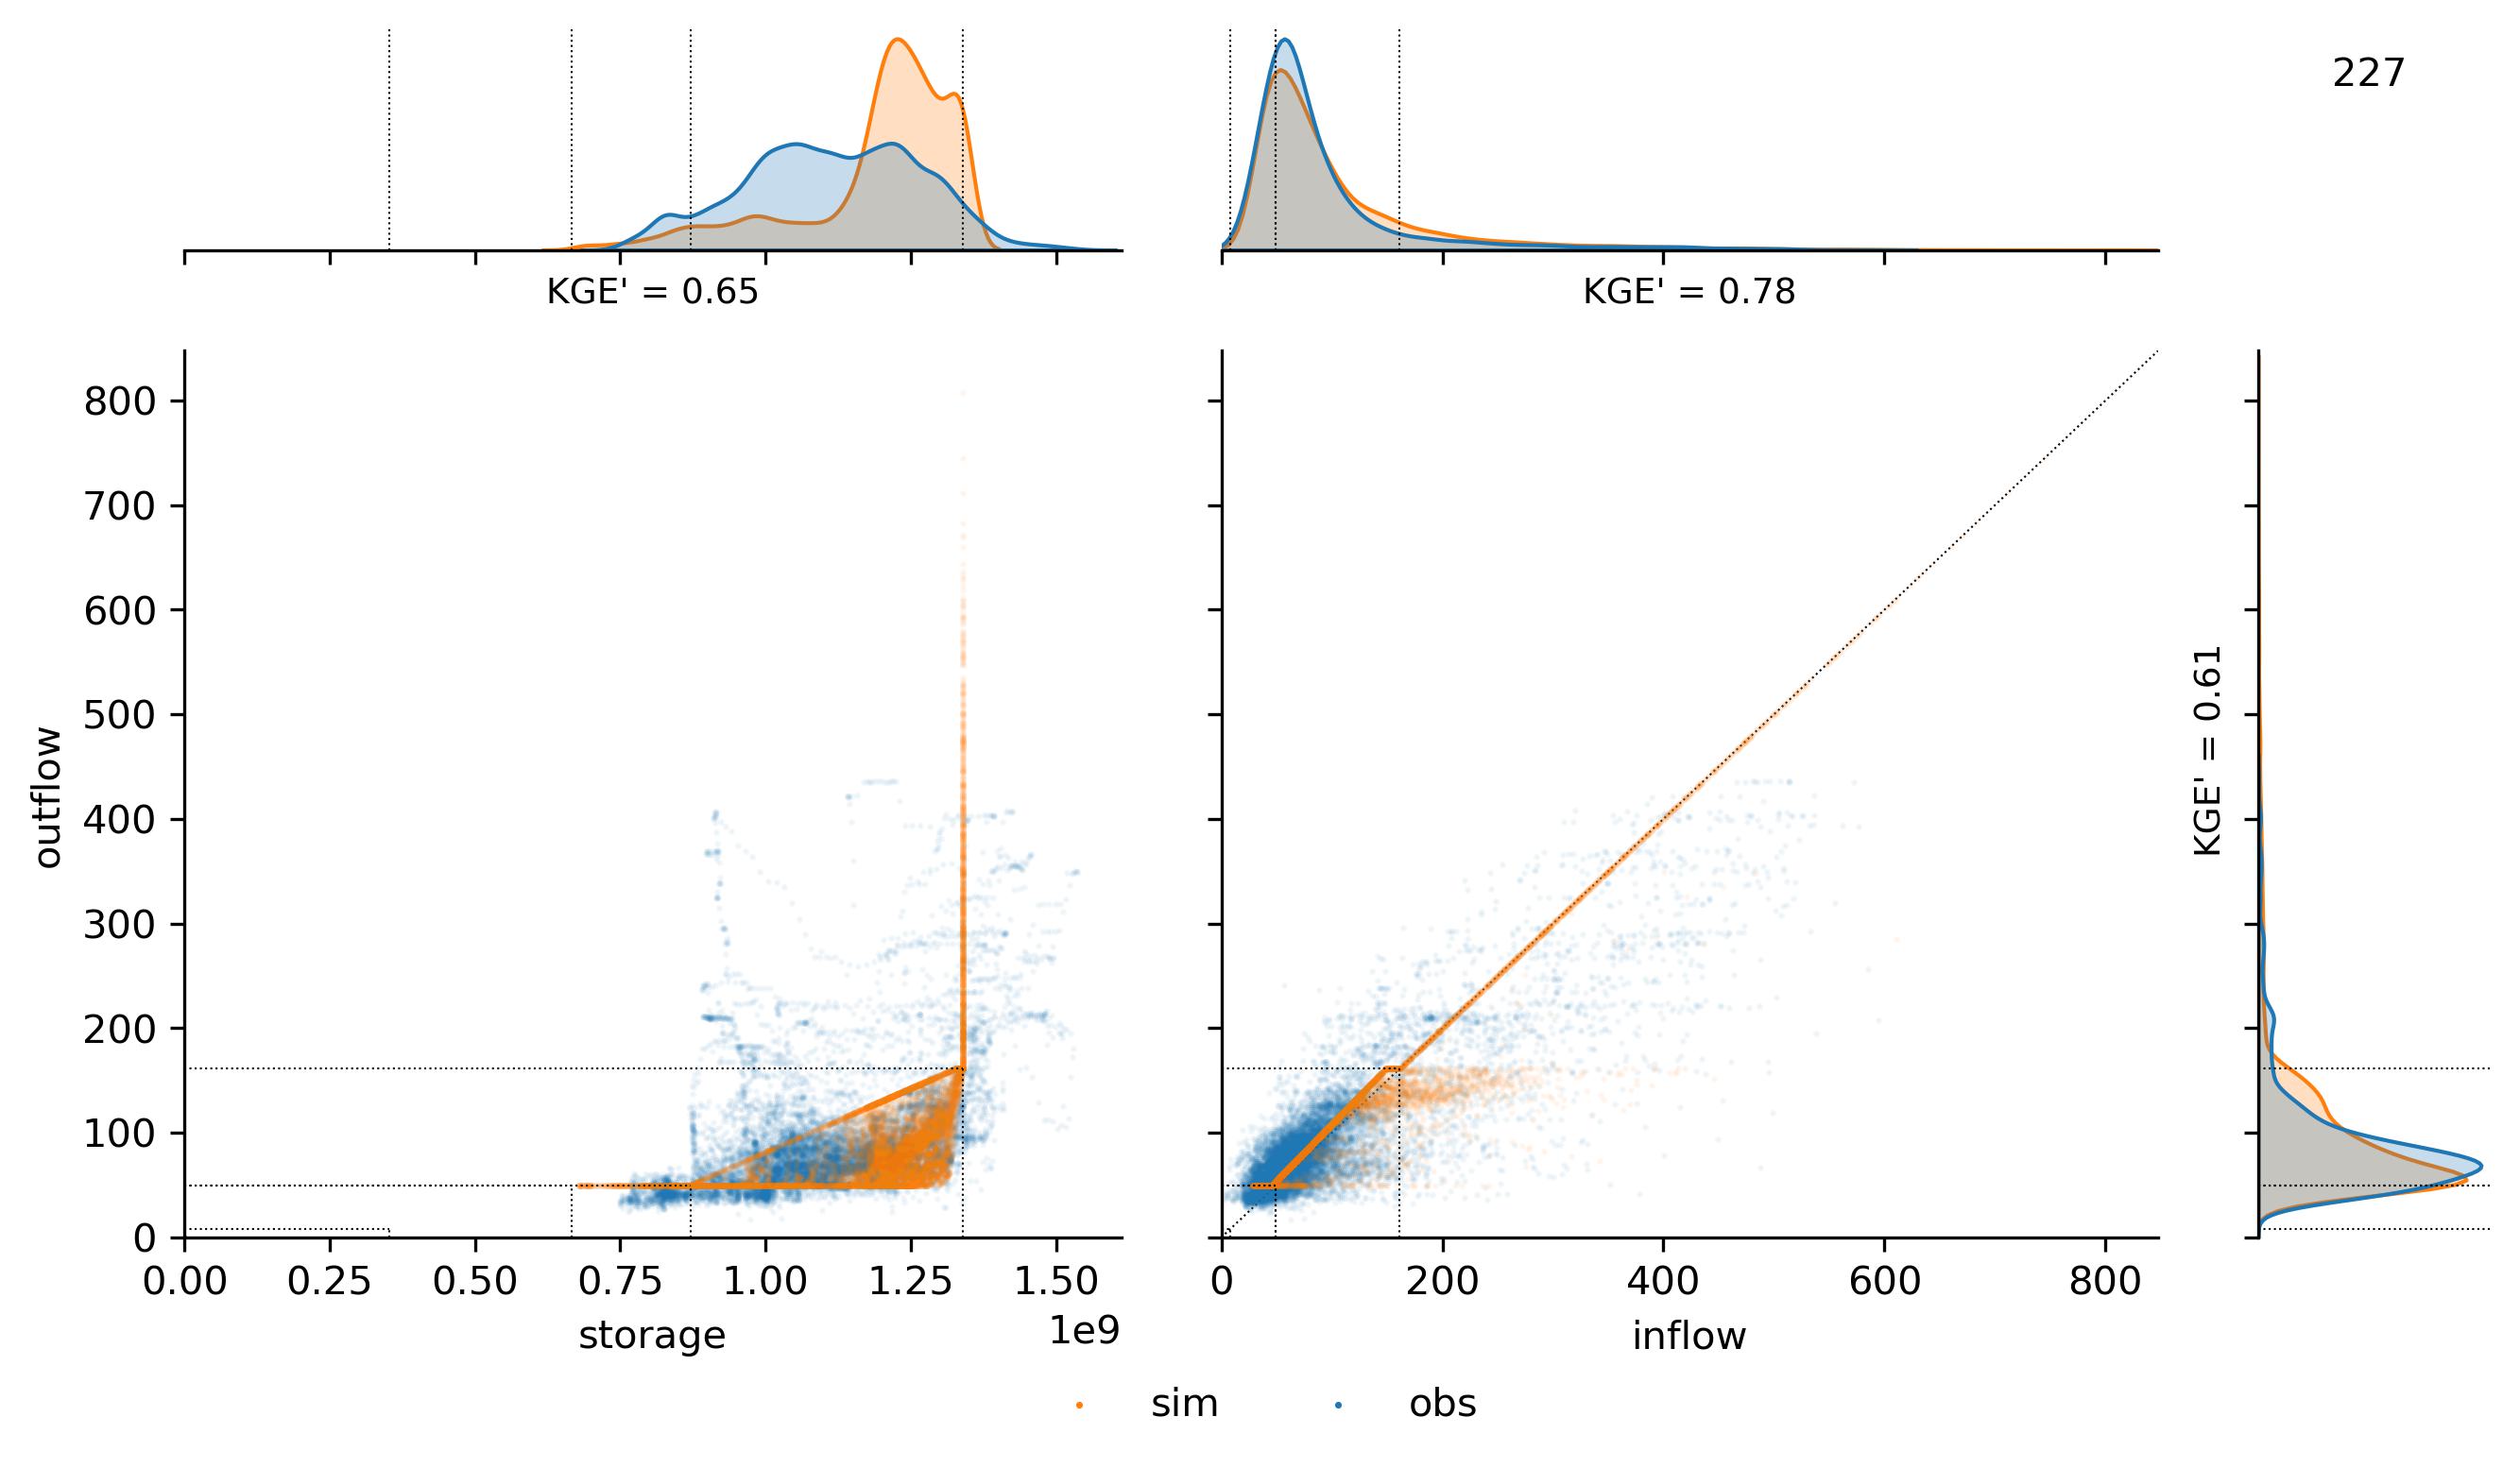 227
KGE' = 0.65
KGE' = 0.78
outflow
800
700
600
500
400
300
200
100
0
KGE' = 0.61
0.00 0.25 0.50 0.75 1.00 1.25 1.50
1e9
storage
0 200 400 600 800
inflow
sim obs